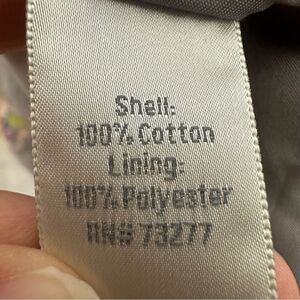 Shell:
100% Cotton
Lining:
100% Polyester
RN# 73277